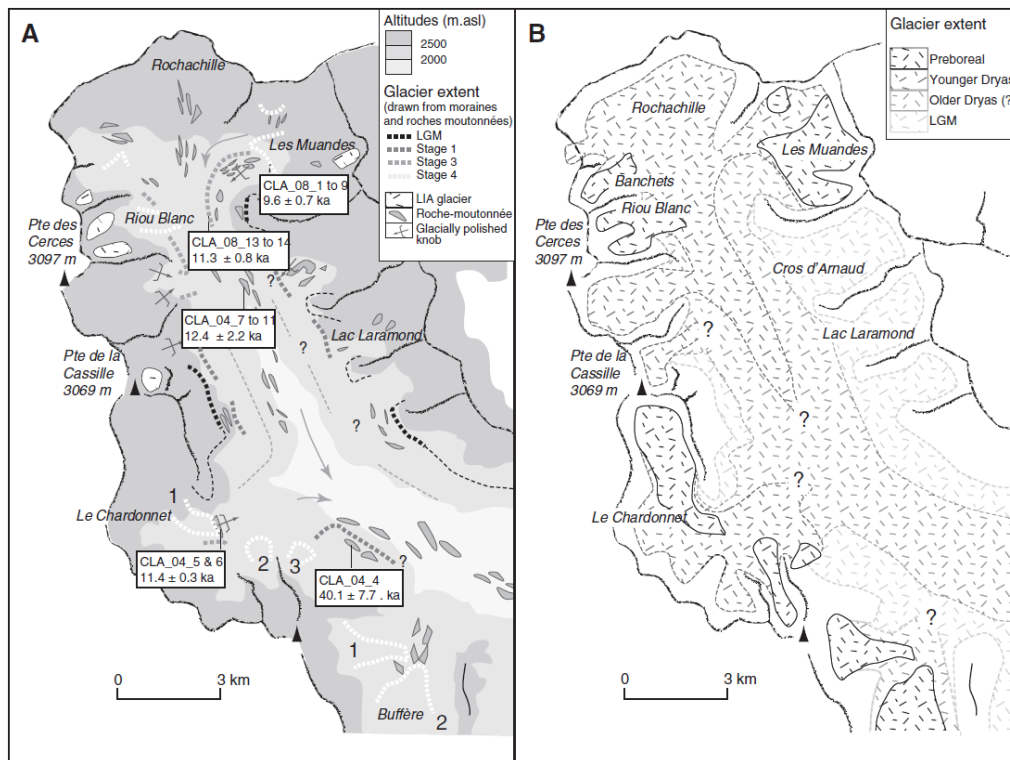 A
Rochachille
Les Muandes
Altitudes (m.asl)
2500
2000
Glacier extent
(drawn from moraines
and roches moutonnées)
LGM
Stage 1
Stage 3
Stage 4
LIA glacier
Roche-moutonnée
Glacially polished
knob
CLA_08_1 to 9
9.6 ± 0.7 ka
Riou Blanc
Pte des
Cerces
3097 m
CLA_08_13 to 14
11.3 ± 0.8 ka
?
CLA_04_7 to 11
12.4 ± 2.2 ka
Lac Laramond
?
Pte de la
Cassille
3069 m
?
1
Le Chardonnet
CLA_04_5 & 6
11.4 ± 0.3 ka
2
3
?
CLA_04_4
40.1 ± 7.7 . ka
1
0
3 km
Buffère
2
B
Glacier extent
Preboreal
Younger Dryas
Older Dryas (?)
LGM
Rochachille
Les Muandes
Banchets
Riou Blanc
Pte des
Cerces
3097 m
Cros d'Arnaud
?
Lac Laramond
Pte de la
Cassille
3069 m
?
?
Le Chardonnet
?
0
3 km